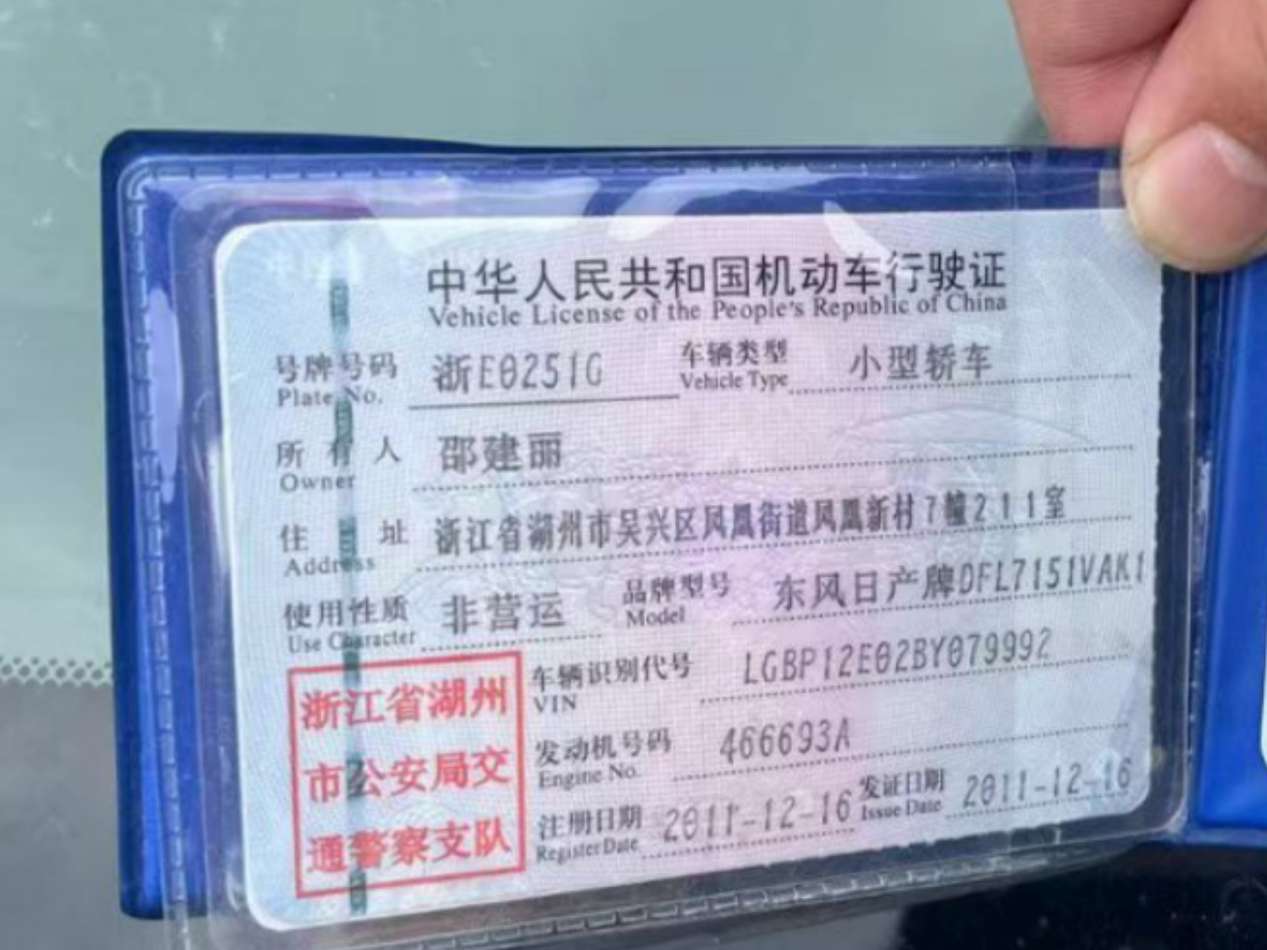 中华人民共和国机动车行驶证
Vehicle License of the People's Republic of China
号牌号码 浙E0251G 车辆类型 小型轿车
Plate No. Vehicle Type
所有人 邵建丽
Owner
住址 浙江省湖州市吴兴区凤凰街道凤凰新村7幢211室
Address
使用性质 非营运 品牌型号 东风日产牌DFL7151VAK1
Use Character Model
车辆识别代号 LGBP12E02BY079992
VIN
发动机号码 466693A
Engine No.
注册日期 2011-12-16 发证日期 2011-12-16
Register Date Issue Date
浙江省湖州
市公安局交
通警察支队